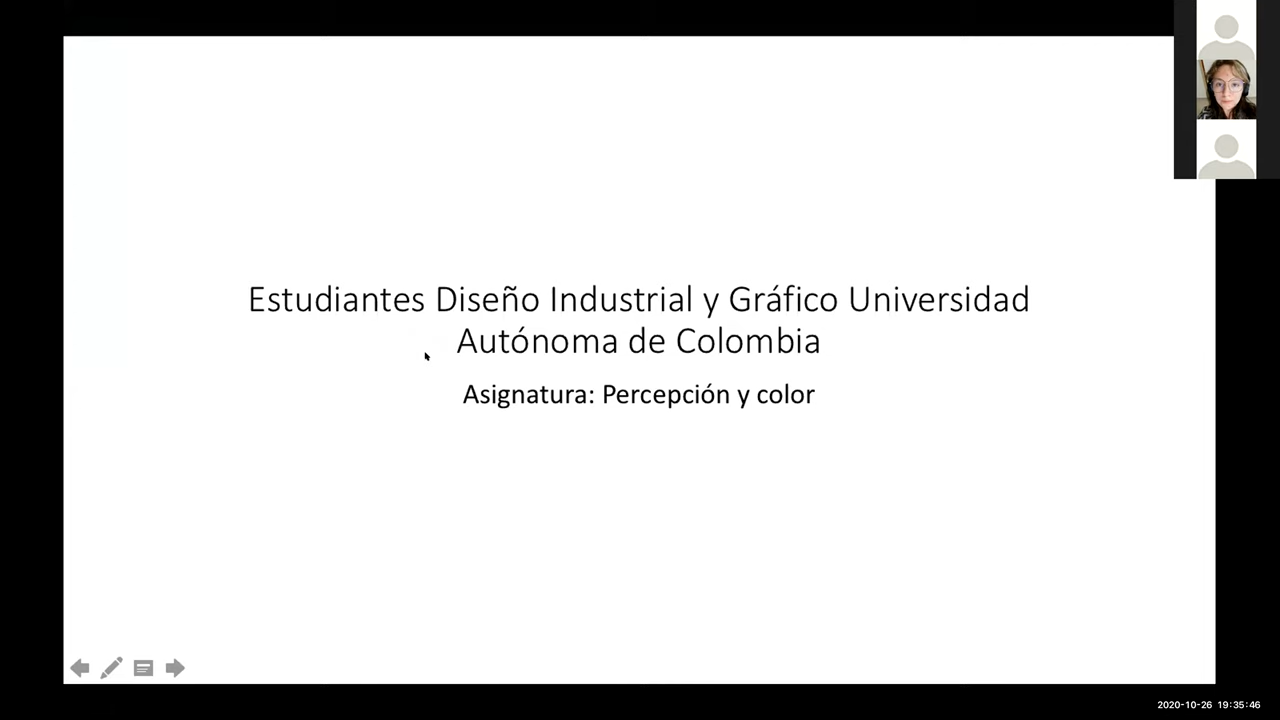 Estudiantes Diseño Industrial y Gráfico Universidad
Autónoma de Colombia
Asignatura: Percepción y color
2020-10-26 19:35:46